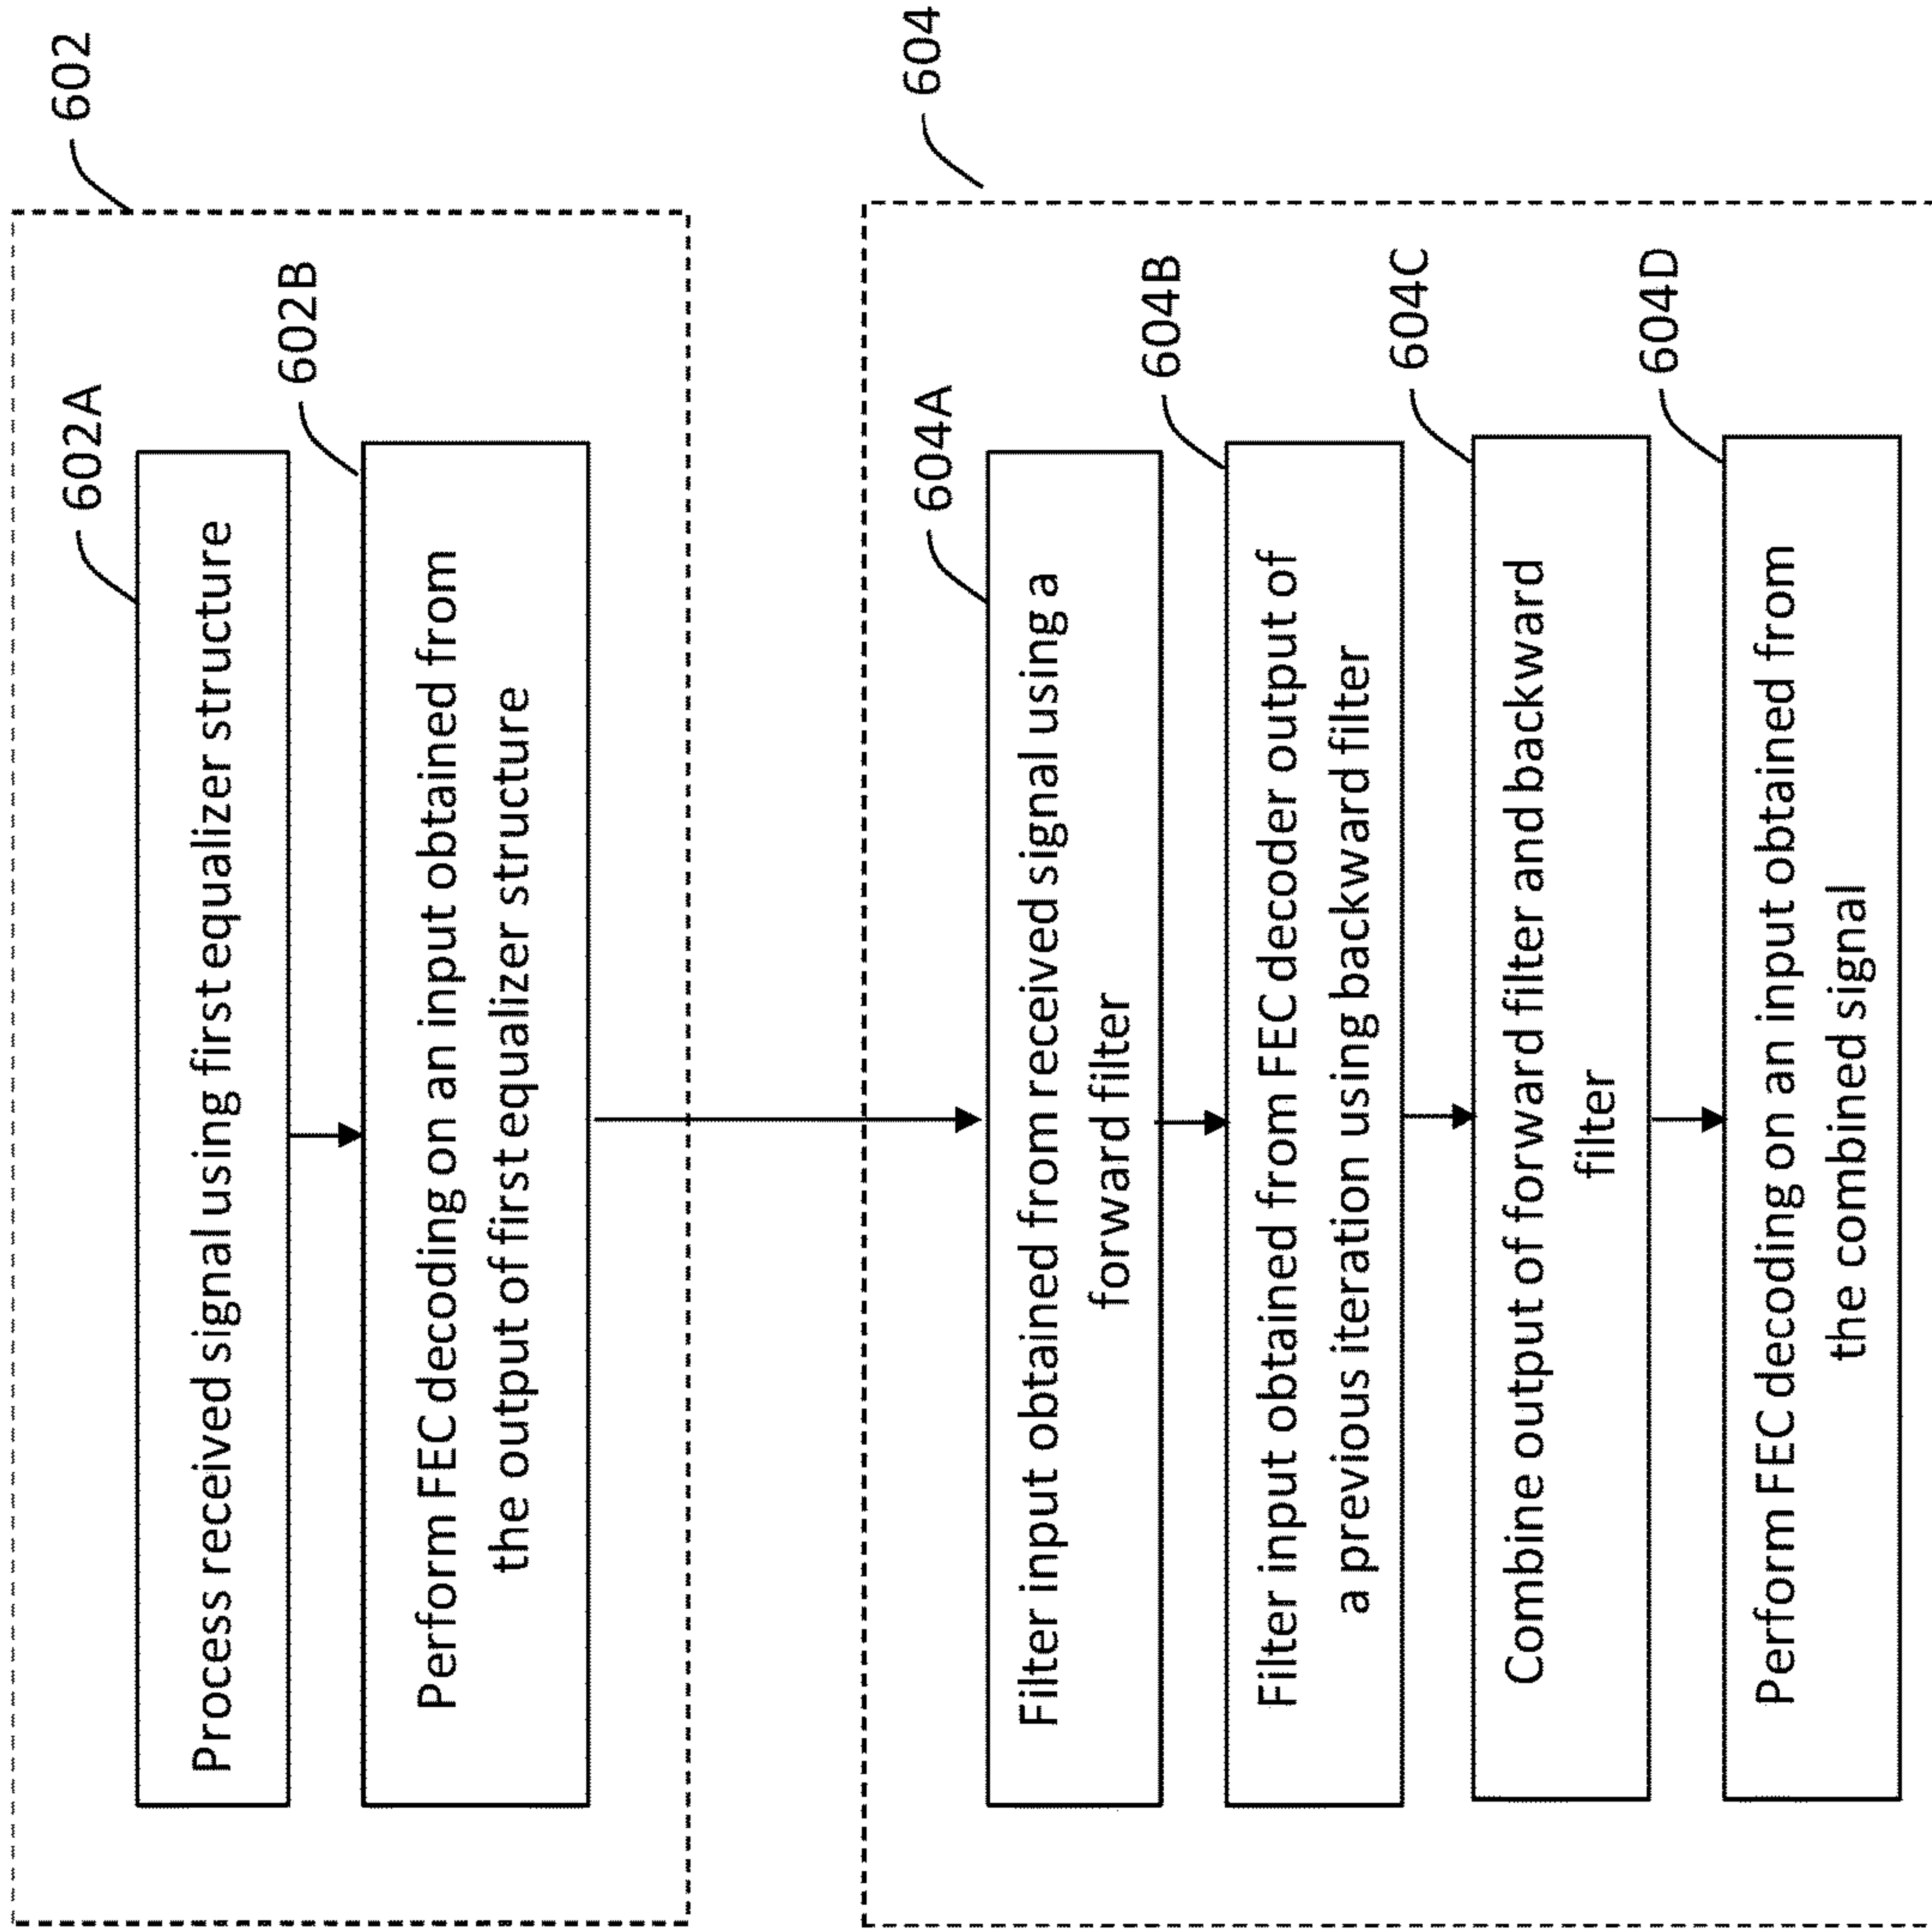 602
602A
Process received signal using first equalizer structure
602B
Perform FEC decoding on an input obtained from
the output of first equalizer structure
604
604A
Filter input obtained from received signal using a
forward filter
604B
Filter input obtained from FEC decoder output of
a previous iteration using backward filter
604C
Combine output of forward filter and backward
filter
604D
Perform FEC decoding on an input obtained from
the combined signal